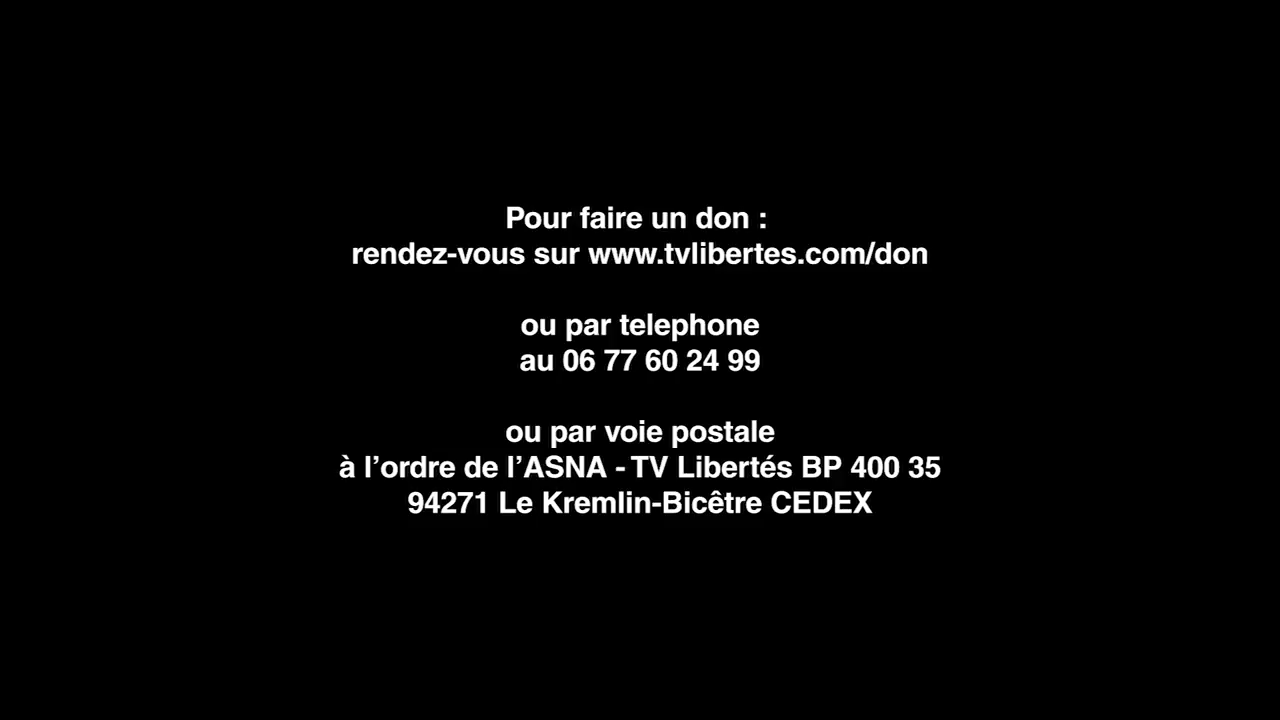 Pour faire un don :
rendez-vous sur www.tvlibertes.com/don
ou par telephone
au 06 77 60 24 99
ou par voie postale
à l’ordre de l’ASNA - TV Libertés BP 400 35
94271 Le Kremlin-Bicêtre CEDEX